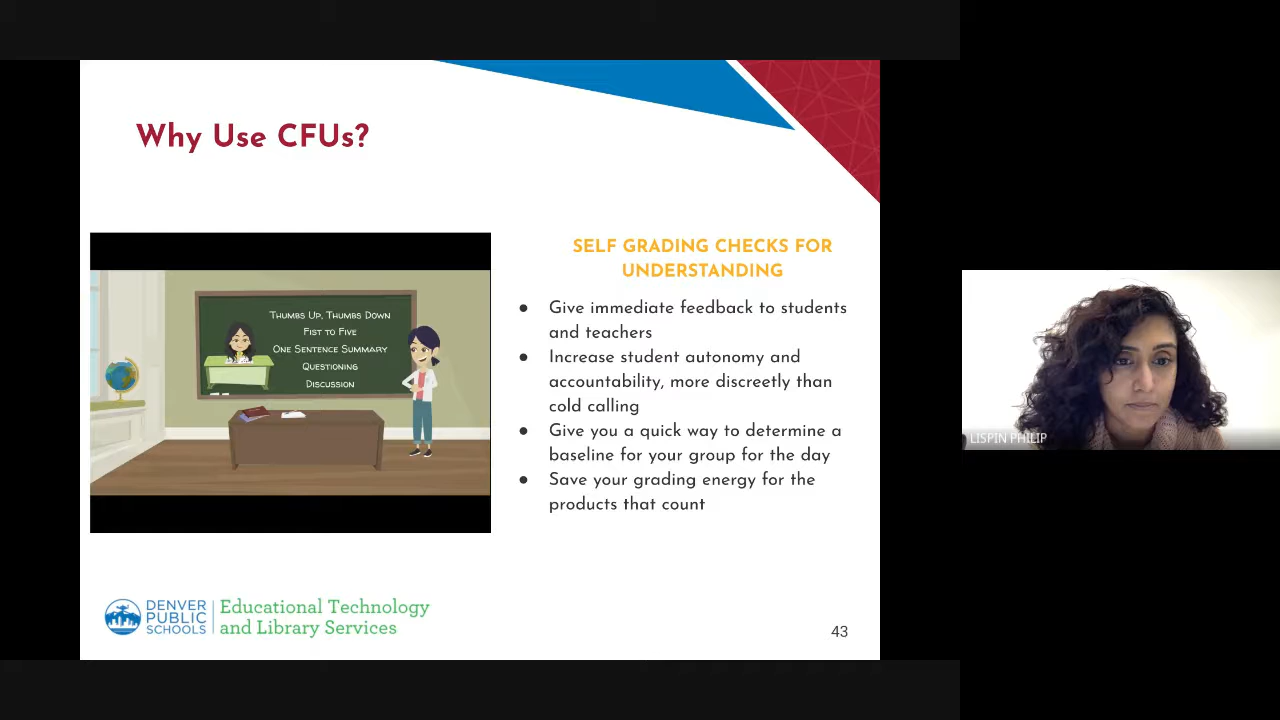 Why Use CFUs?
THUMBS UP, THUMBS DOWN
FIST TO FIVE
ONE SENTENCE SUMMARY
QUESTIONING
DISCUSSION
SELF GRADING CHECKS FOR
UNDERSTANDING
● Give immediate feedback to students
and teachers
● Increase student autonomy and
accountability, more discreetly than
cold calling
● Give you a quick way to determine a
baseline for your group for the day
● Save your grading energy for the
products that count
LISPIN PHILIP
DENVER
PUBLIC
SCHOOLS
Educational Technology
and Library Services
43